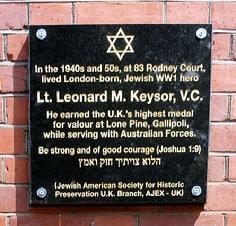 In the 1940s and 50s, at 83 Rodney Court,
lived London-born, Jewish WW1 hero
Lt. Leonard M. Keysor, V.C.
He earned the U.K.'s highest medal
for valour at Lone Pine, Gallipoli,
while serving with Australian Forces.
Be strong and of good courage (Joshua 1:9)
הלוא צויתיך חזק ואמץ
(Jewish American Society for Historic
Preservation U.K. Branch, AJEX - UK)